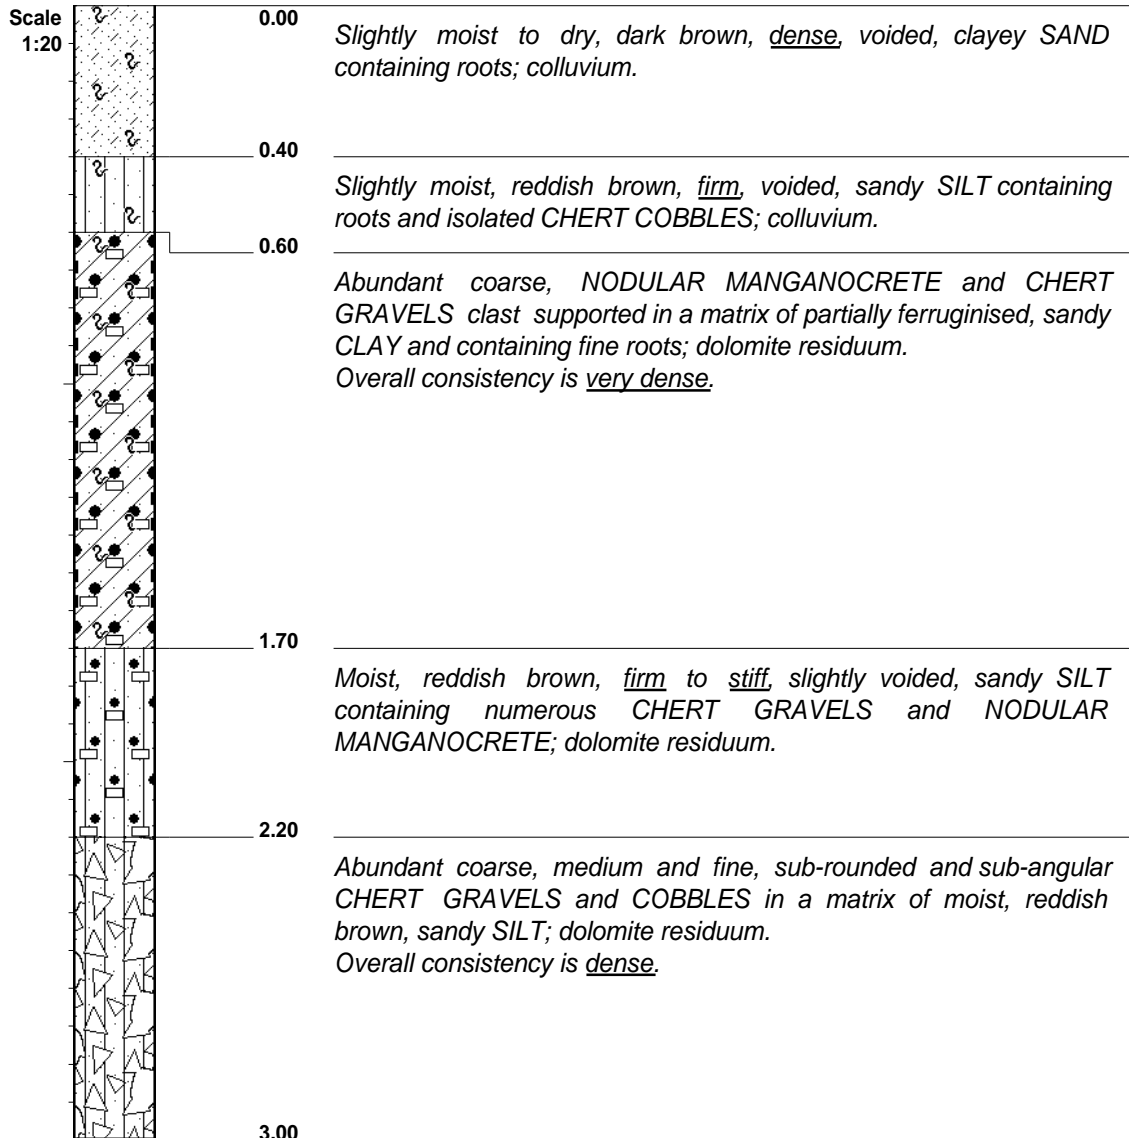 Scale
1:20
0.00
Slightly moist to dry, dark brown, dense, voided, clayey SAND
containing roots; colluvium.
0.40
Slightly moist, reddish brown, firm, voided, sandy SILT containing
roots and isolated CHERT COBBLES; colluvium.
0.60
Abundant coarse, NODULAR MANGANOCRETE and CHERT
GRAVELS clast supported in a matrix of partially ferruginised, sandy
CLAY and containing fine roots; dolomite residuum.
Overall consistency is very dense.
1.70
Moist, reddish brown, firm to stiff, slightly voided, sandy SILT
containing numerous CHERT GRAVELS and NODULAR
MANGANOCRETE; dolomite residuum.
2.20
Abundant coarse, medium and fine, sub-rounded and sub-angular
CHERT GRAVELS and COBBLES in a matrix of moist, reddish
brown, sandy SILT; dolomite residuum.
Overall consistency is dense.
3.00